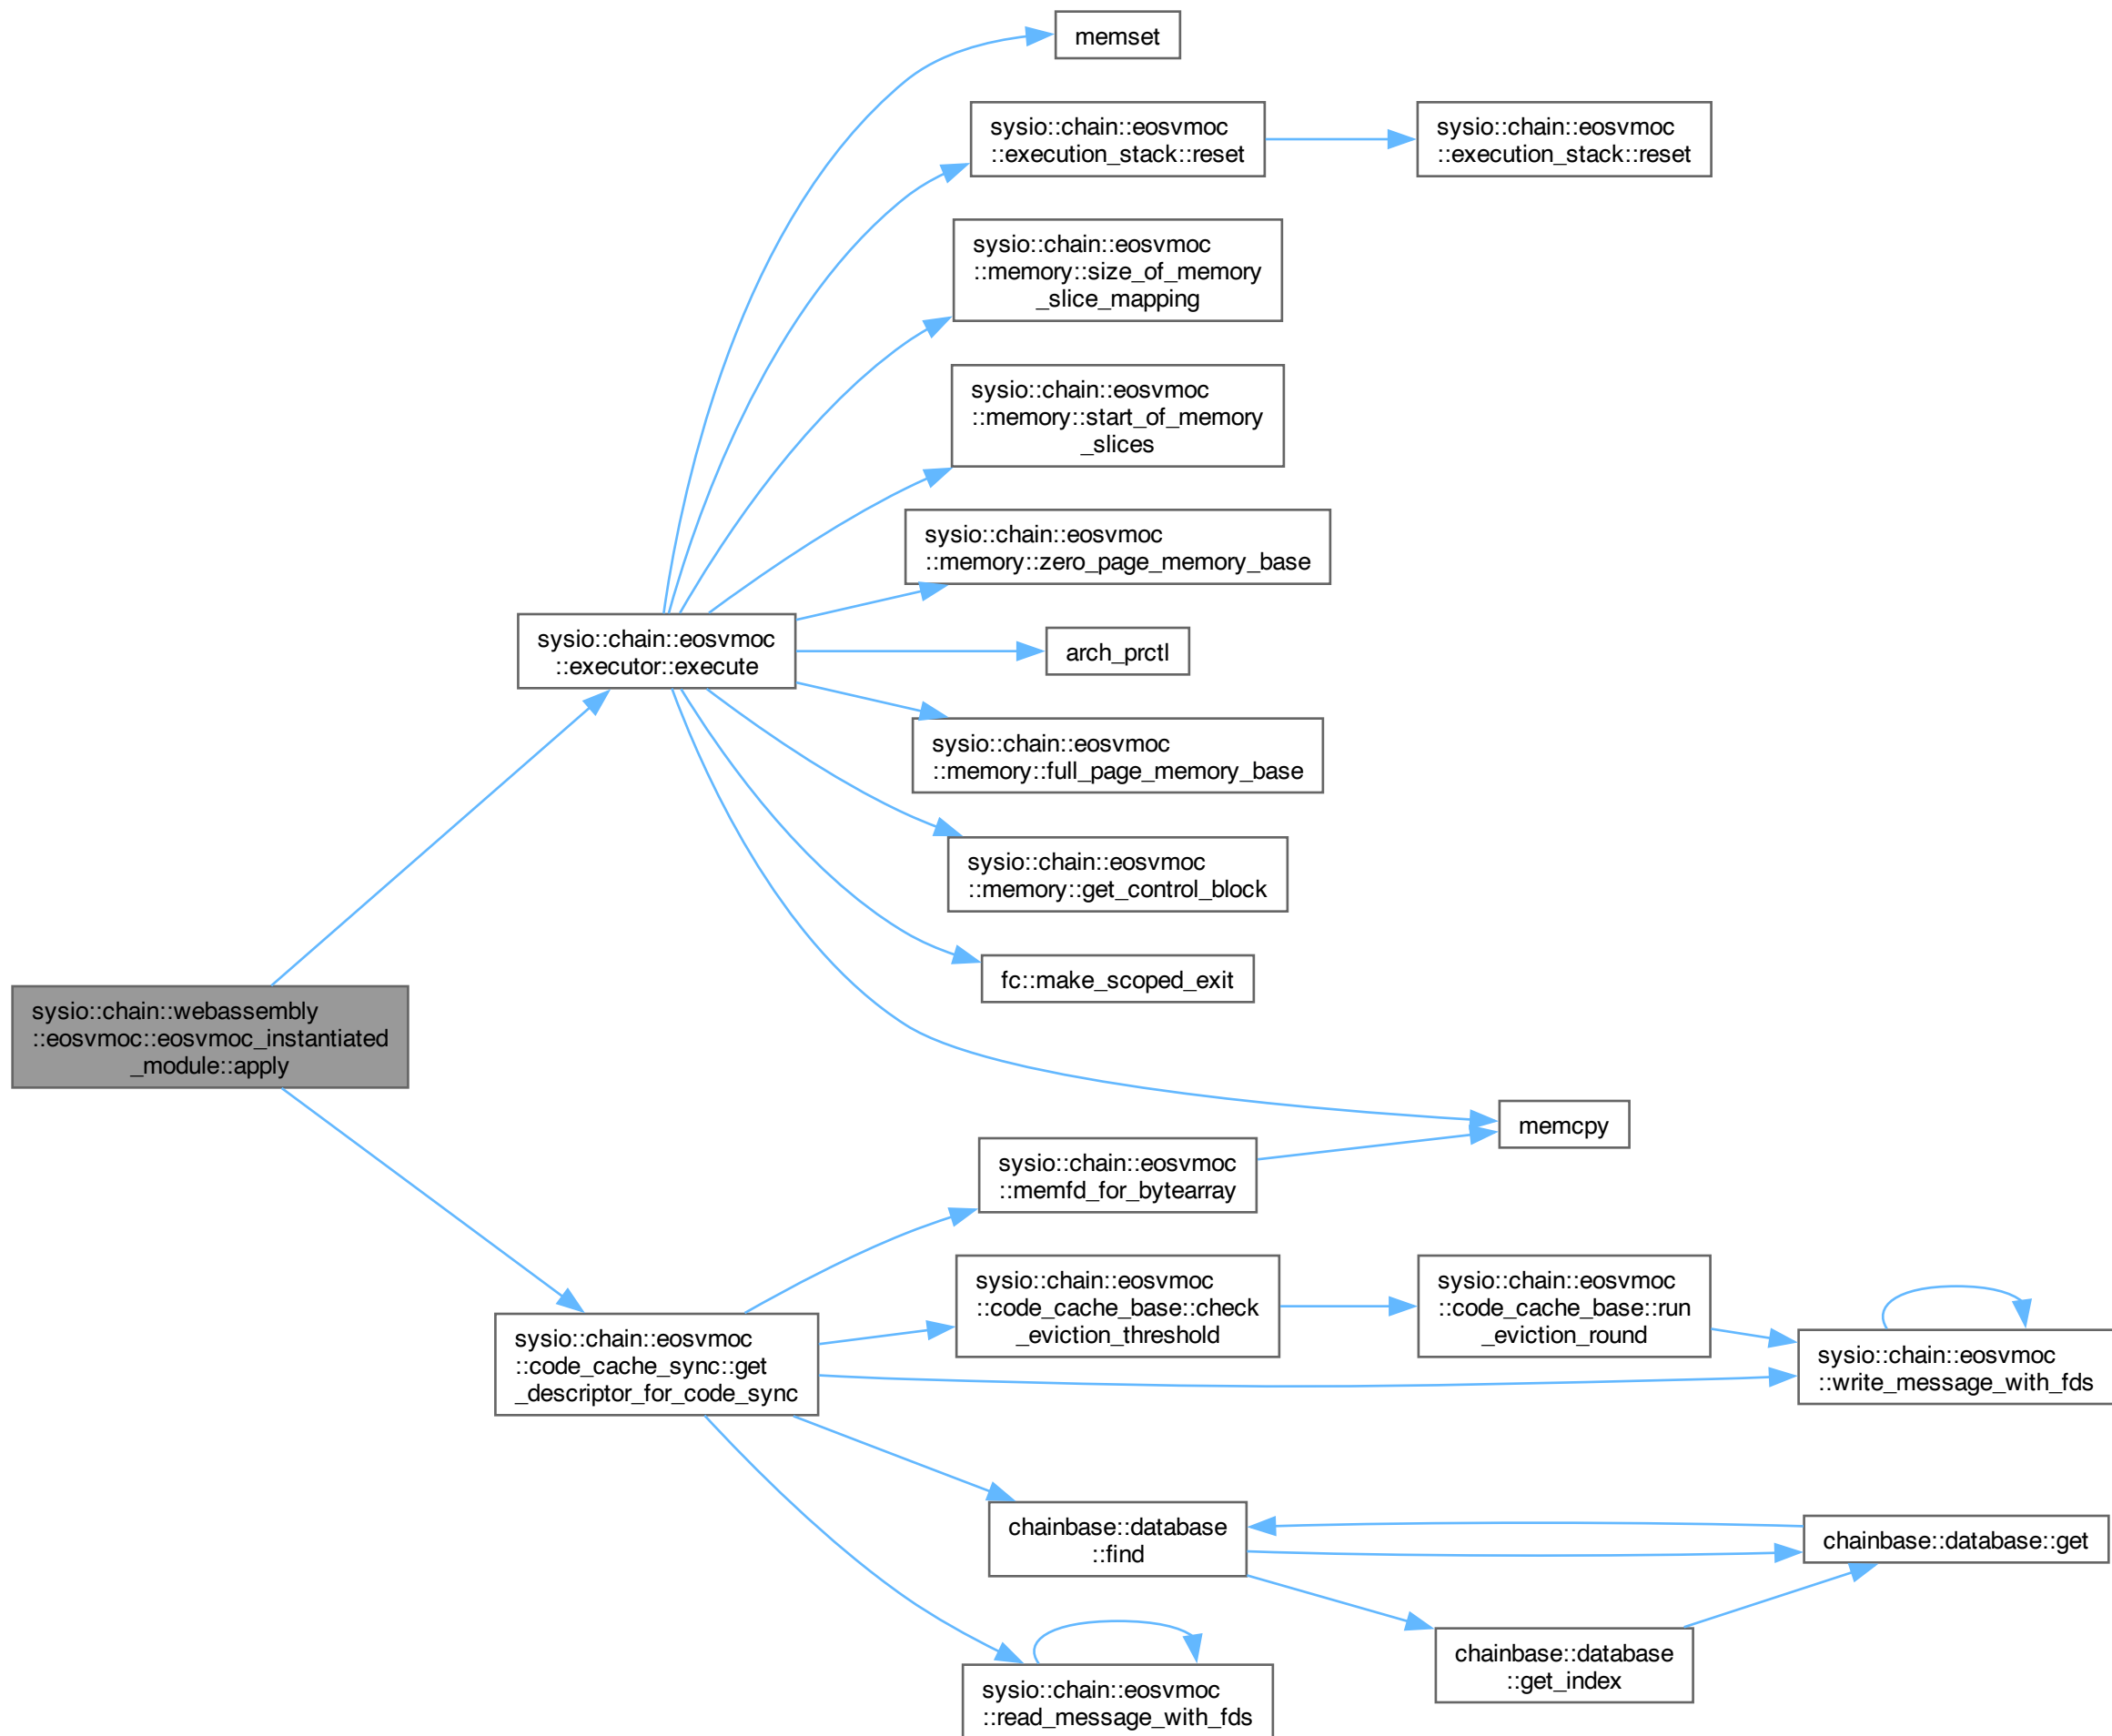 memset
sysio::chain::eosvmoc
::execution_stack::reset
sysio::chain::eosvmoc
::execution_stack::reset
sysio::chain::eosvmoc
::memory::size_of_memory
_slice_mapping
sysio::chain::eosvmoc
::memory::start_of_memory
_slices
sysio::chain::eosvmoc
::memory::zero_page_memory_base
sysio::chain::eosvmoc
::executor::execute
arch_prctl
sysio::chain::eosvmoc
::memory::full_page_memory_base
sysio::chain::eosvmoc
::memory::get_control_block
fc::make_scoped_exit
sysio::chain::webassembly
::eosvmoc::eosvmoc_instantiated
_module::apply
memcpy
sysio::chain::eosvmoc
::memfd_for_bytearray
sysio::chain::eosvmoc
::code_cache_base::check
_eviction_threshold
sysio::chain::eosvmoc
::code_cache_base::run
_eviction_round
sysio::chain::eosvmoc
::write_message_with_fds
sysio::chain::eosvmoc
::code_cache_sync::get
_descriptor_for_code_sync
chainbase::database
::find
chainbase::database::get
chainbase::database
::get_index
sysio::chain::eosvmoc
::read_message_with_fds